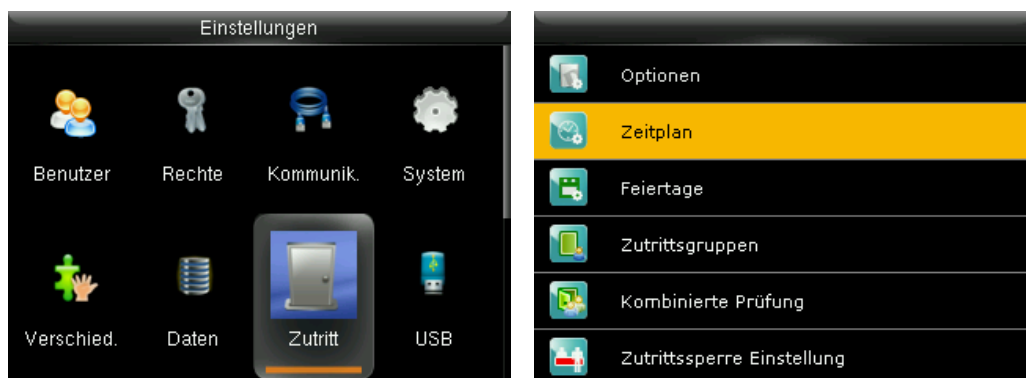 Einstellungen
Benutzer
Rechte
Kommunik.
System
Verschied.
Daten
Zutritt
USB
Optionen
Zeitplan
Feiertage
Zutrittsgruppen
Kombinierte Prüfung
Zutrittssperre Einstellung